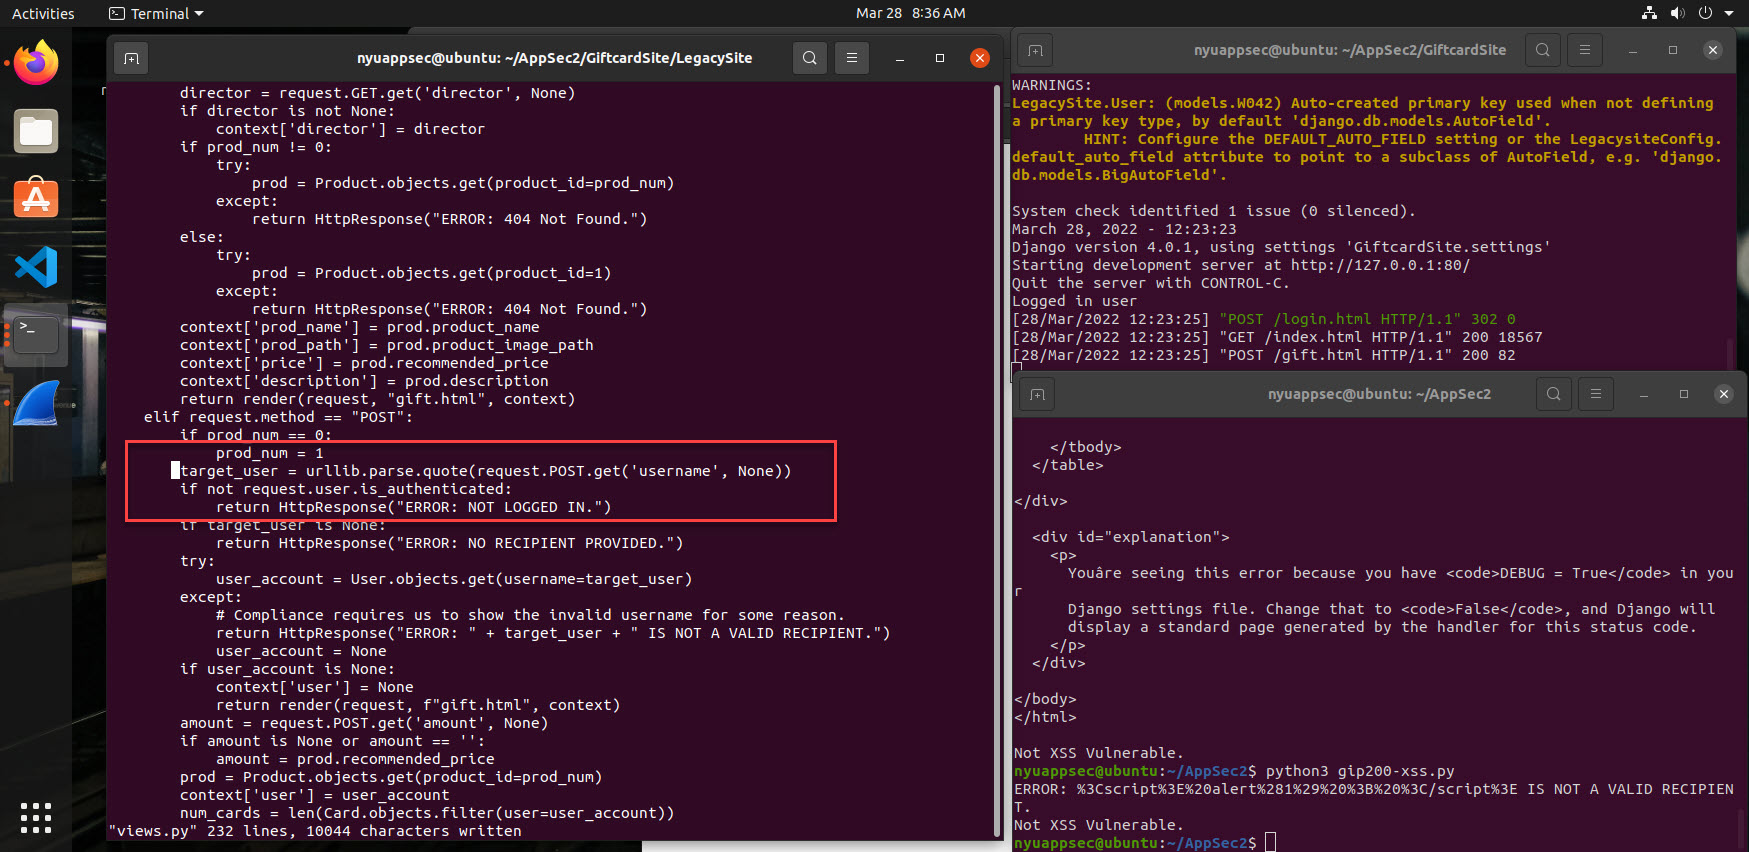 Activities
Terminal
Mar 28 8:36 AM
nyuappsec@ubuntu: ~/AppSec2/GiftcardSite/LegacySite
director = request.GET.get('director', None)
if director is not None:
context['director'] = director
if prod_num != 0:
try:
prod = Product.objects.get(product_id=prod_num)
except:
return HttpResponse("ERROR: 404 Not Found.")
else:
try:
prod = Product.objects.get(product_id=1)
except:
return HttpResponse("ERROR: 404 Not Found.")
context['prod_name'] = prod.product_name
context['prod_path'] = prod.product_image_path
context['price'] = prod.recommended_price
context['description'] = prod.description
return render(request, "gift.html", context)
elif request.method == "POST":
if prod_num == 0:
prod_num = 1
target_user = urllib.parse.quote(request.POST.get('username', None))
if not request.user.is_authenticated:
return HttpResponse("ERROR: NOT LOGGED IN.")
if target_user is None:
return HttpResponse("ERROR: NO RECIPIENT PROVIDED.")
try:
user_account = User.objects.get(username=target_user)
except:
# Compliance requires us to show the invalid username for some reason.
return HttpResponse("ERROR: " + target_user + " IS NOT A VALID RECIPIENT.")
user_account = None
if user_account is None:
context['user'] = None
return render(request, f"gift.html", context)
amount = request.POST.get('amount', None)
if amount is None or amount == '':
amount = prod.recommended_price
prod = Product.objects.get(product_id=prod_num)
context['user'] = user_account
num_cards = len(Card.objects.filter(user=user_account))
"views.py" 232 lines, 10044 characters written
nyuappsec@ubuntu: ~/AppSec2/GiftcardSite
WARNINGS:
LegacySite.User: (models.W042) Auto-created primary key used when not defining
a primary key type, by default 'django.db.models.AutoField'.
HINT: Configure the DEFAULT_AUTO_FIELD setting or the LegacysiteConfig.
default_auto_field attribute to point to a subclass of AutoField, e.g. 'django.
db.models.BigAutoField'.
System check identified 1 issue (0 silenced).
March 28, 2022 - 12:23:23
Django version 4.0.1, using settings 'GiftcardSite.settings'
Starting development server at http://127.0.0.1:80/
Quit the server with CONTROL-C.
Logged in user
[28/Mar/2022 12:23:25] "POST /login.html HTTP/1.1" 302 0
[28/Mar/2022 12:23:25] "GET /index.html HTTP/1.1" 200 18567
[28/Mar/2022 12:23:25] "POST /gift.html HTTP/1.1" 200 82
nyuappsec@ubuntu: ~/AppSec2
</tbody>
</table>
</div>
<div id="explanation">
<p>
Youâre seeing this error because you have <code>DEBUG = True</code> in you
r
Django settings file. Change that to <code>False</code>, and Django will
display a standard page generated by the handler for this status code.
</p>
</div>
</body>
</html>
Not XSS Vulnerable.
nyuappsec@ubuntu:~/AppSec2$ python3 gip200-xss.py
ERROR: %3Cscript%3E%20alert%281%29%20%3B%20%3C/script%3E IS NOT A VALID RECIPIEN
T.
Not XSS Vulnerable.
nyuappsec@ubuntu:~/AppSec2$